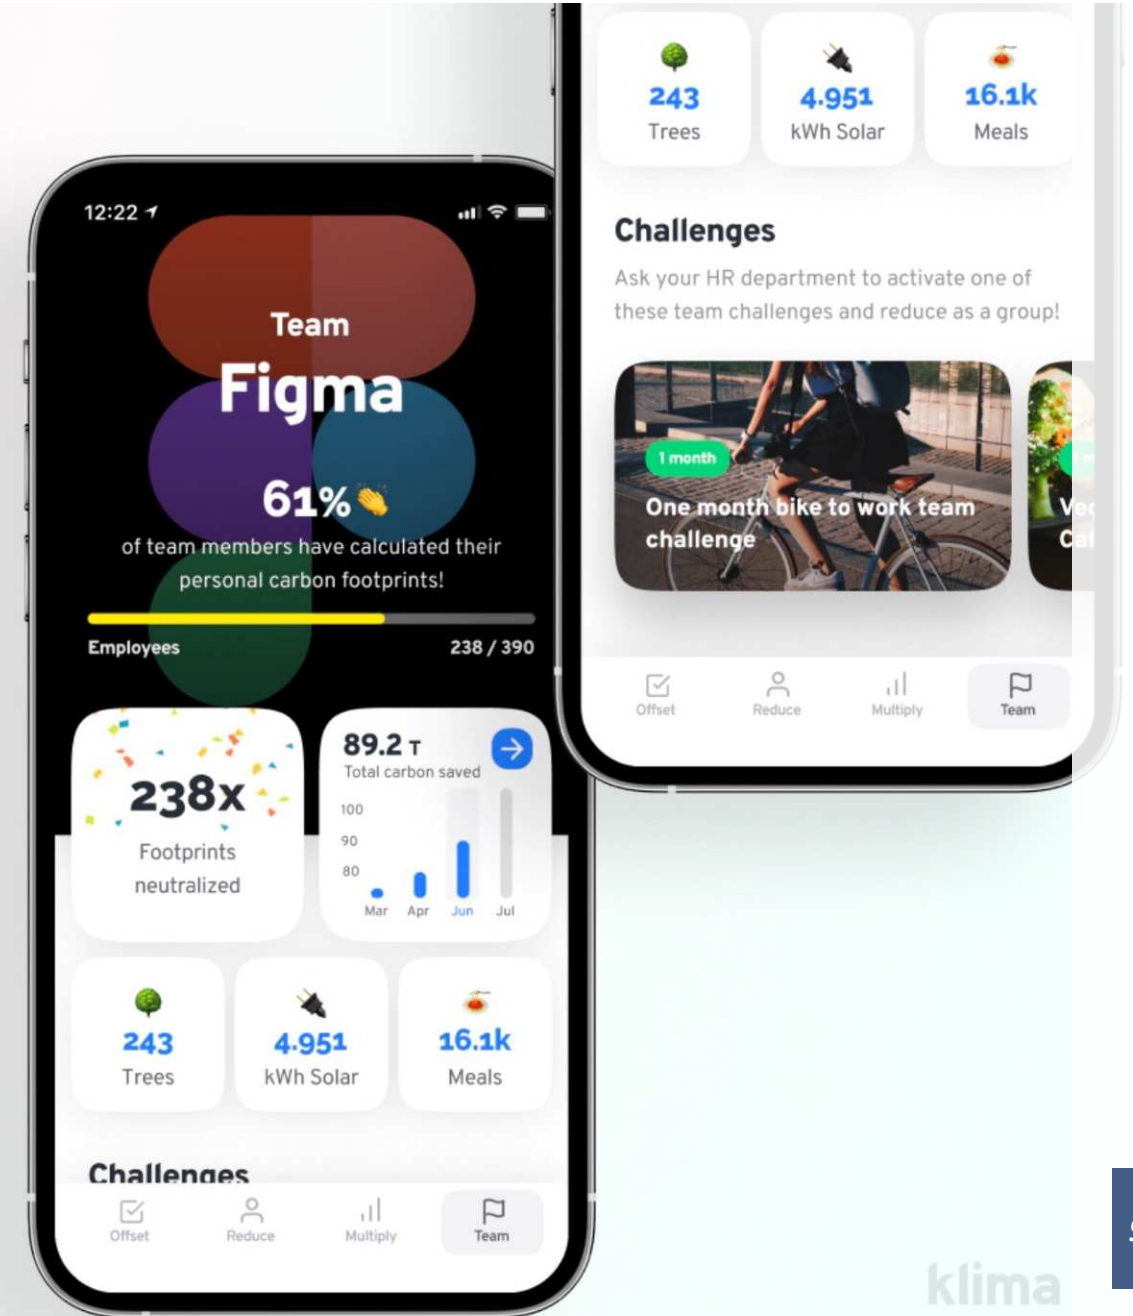 12:22
Team
Figma
61%
of team members have calculated their
personal carbon footprints!
Employees 238 / 390
238x
Footprints
neutralized
89.2 T
Total carbon saved
100
90
80
Mar Apr Jun Jul
243 4.951 16.1k
Trees kWh Solar Meals
Challenges
Offset Reduce Multiply Team
243 4.951 16.1k
Trees kWh Solar Meals
Challenges
Ask your HR department to activate one of
these team challenges and reduce as a group!
1 month
One month bike to work team
challenge
Offset Reduce Multiply Team
klima